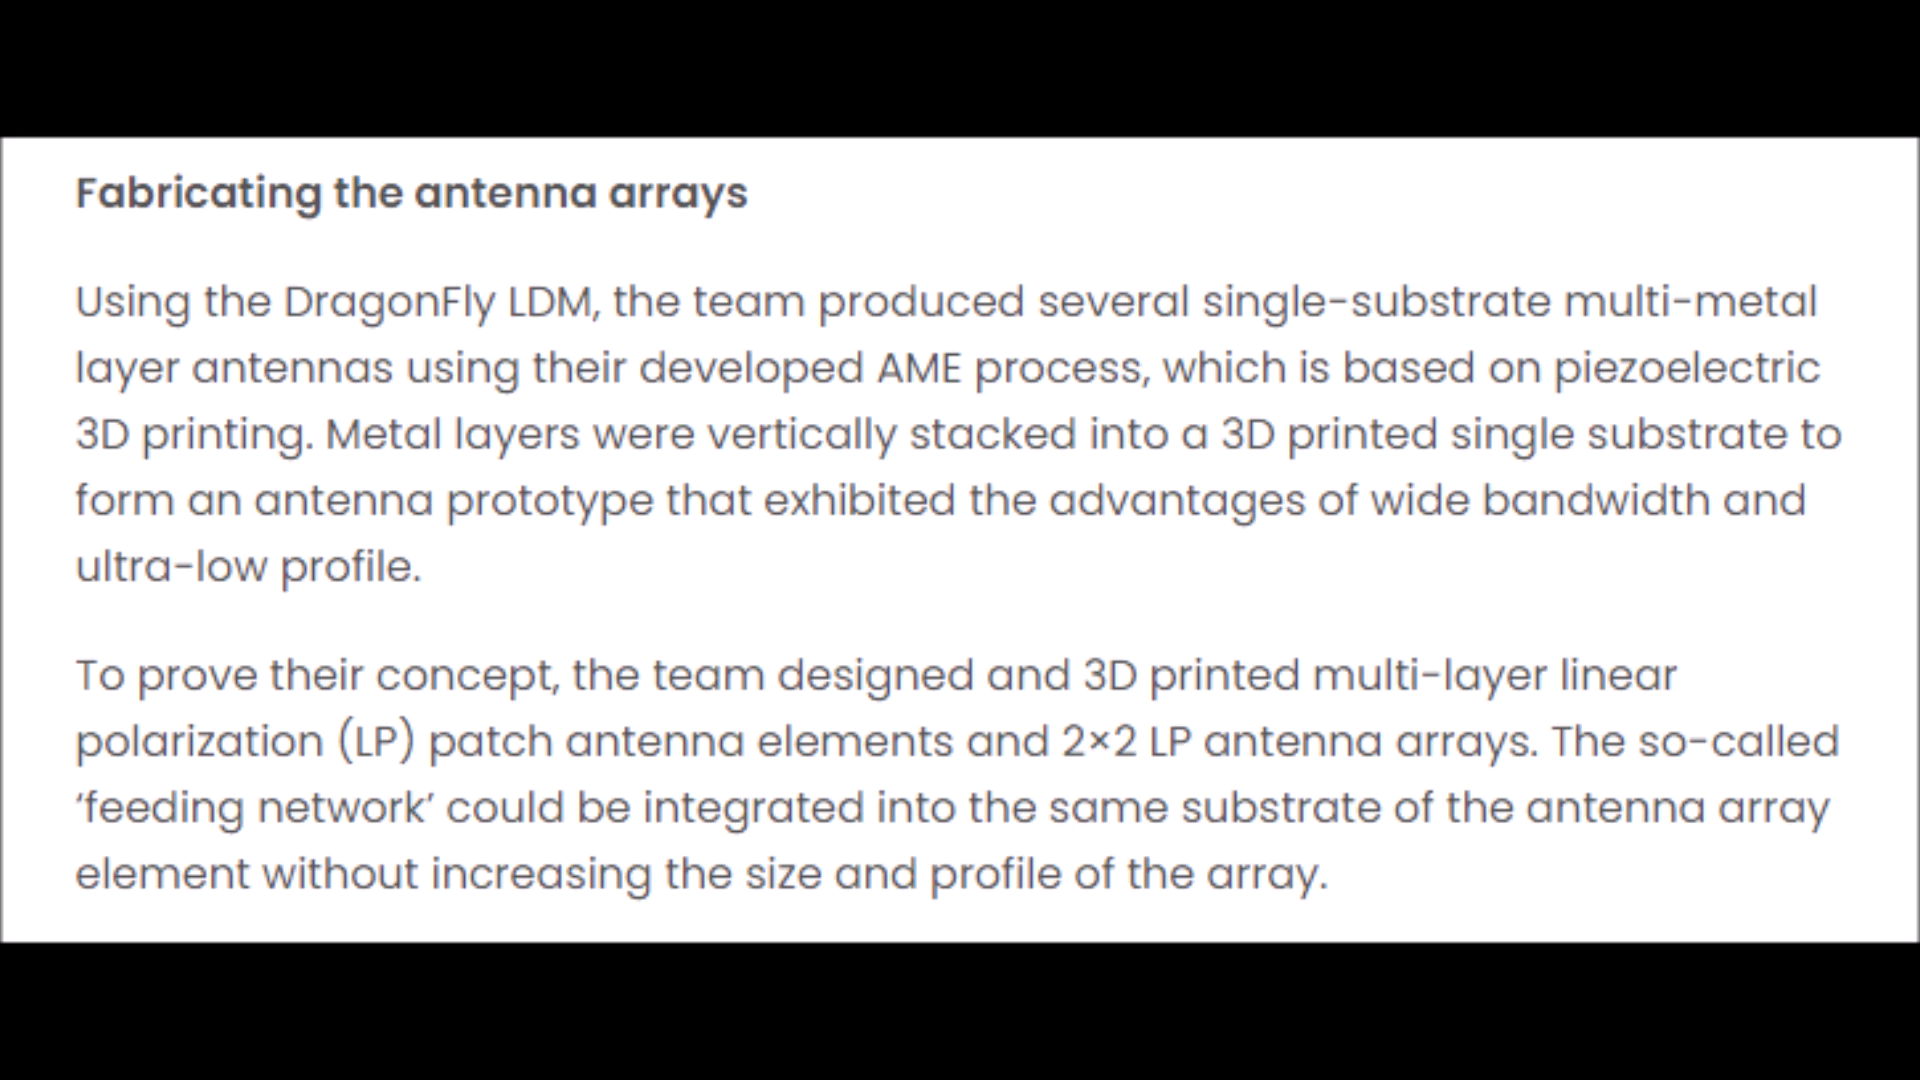 Fabricating the antenna arrays
Using the DragonFly LDM, the team produced several single-substrate multi-metal
layer antennas using their developed AME process, which is based on piezoelectric
3D printing. Metal layers were vertically stacked into a 3D printed single substrate to
form an antenna prototype that exhibited the advantages of wide bandwidth and
ultra-low profile.
To prove their concept, the team designed and 3D printed multi-layer linear
polarization (LP) patch antenna elements and 2×2 LP antenna arrays. The so-called
‘feeding network’ could be integrated into the same substrate of the antenna array
element without increasing the size and profile of the array.